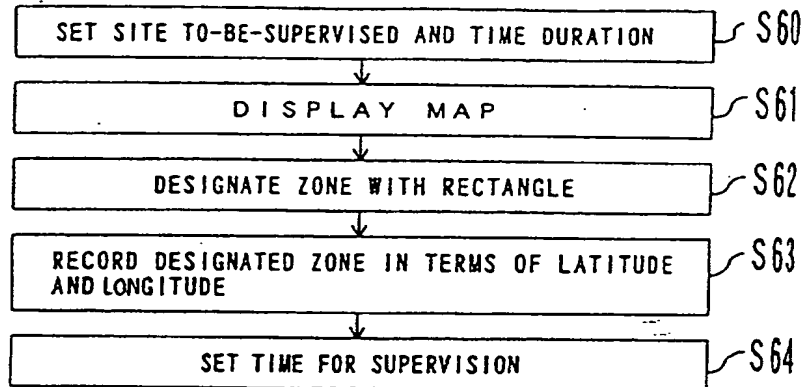 SET SITE TO-BE-SUPERVISED AND TIME DURATION S60
DISPLAY MAP S61
DESIGNATE ZONE WITH RECTANGLE S62
RECORD DESIGNATED ZONE IN TERMS OF LATITUDE S63
AND LONGITUDE
SET TIME FOR SUPERVISION S64